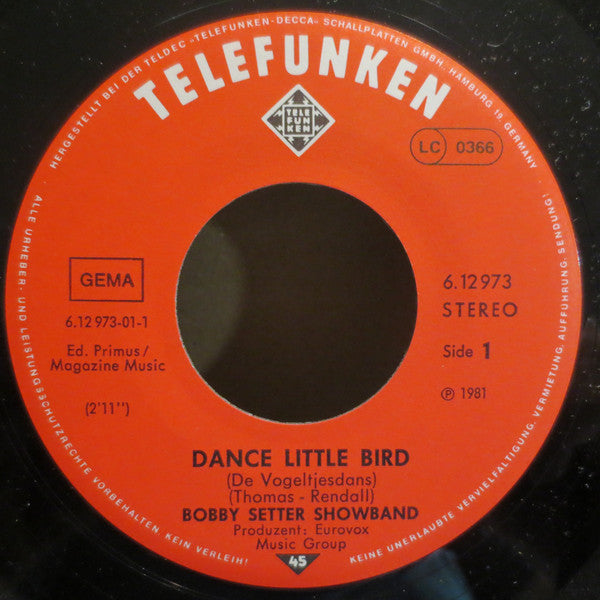 HERGESTELLT BEI DER TELDEC »TELEFUNKEN-DECCA« SCHALLPLATTEN GMBH, HAMBURG 19, GERMANY
TELEFUNKEN
TELE
FUN
KEN
LC 0366
GEMA
6.12 973-01-1
Ed. Primus/
Magazine Music
(2'11'')
6.12973
STEREO
Side 1
℗ 1981
DANCE LITTLE BIRD
(De Vogeltjesdans)
(Thomas - Rendall)
BOBBY SETTER SHOWBAND
Produzent: Eurovox
Music Group
45
ALLE URHEBER- UND LEISTUNGSSCHUTZRECHTE VORBEHALTEN KEIN VERLEIH!
KEINE UNERLAUBTE VERVIELFÄLTIGUNG, VERMIETUNG, AUFFÜHRUNG, SENDUNG!